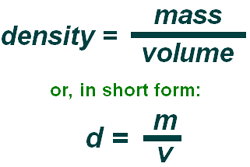 density = mass / volume
or, in short form:
d = m / v